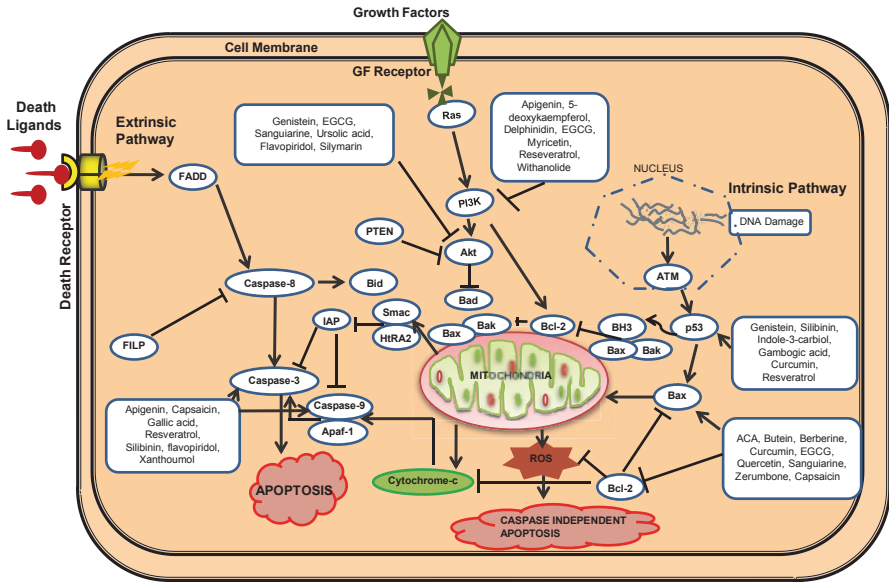 Growth Factors
Cell Membrane
GF Receptor
Death
Ligands
Extrinsic
Pathway
Death Receptor
FADD
Genistein, EGCG,
Sanguiarine, Ursolic acid,
Flavopiridol, Silymarin
Ras
Apigenin, 5-
deoxykaempferol,
Delphinidin, EGCG,
Myricetin,
Reseveratrol,
Withanolide
NUCLEUS
Intrinsic Pathway
DNA Damage
ATM
PI3K
PTEN
Akt
Caspase-8
Bid
Bad
Smac
HtRA2
IAP
Bax
Bak
Bcl-2
BH3
Bax
Bak
p53
Genistein, Silibinin,
Indole-3-carbiol,
Gambogic acid,
Curcumin,
Resveratrol
FILP
MITOCHONDRIA
Caspase-3
Caspase-9
Apaf-1
Bax
Apigenin, Capsaicin,
Gallic acid,
Resveratrol,
Silibinin, flavopiridol,
Xanthoumol
ACA, Butein, Berberine,
Curcumin, EGCG,
Quercetin, Sanguiarine,
Zerumbone, Capsaicin
ROS
Cytochrome-c
Bcl-2
APOPTOSIS
CASPASE INDEPENDENT
APOPTOSIS